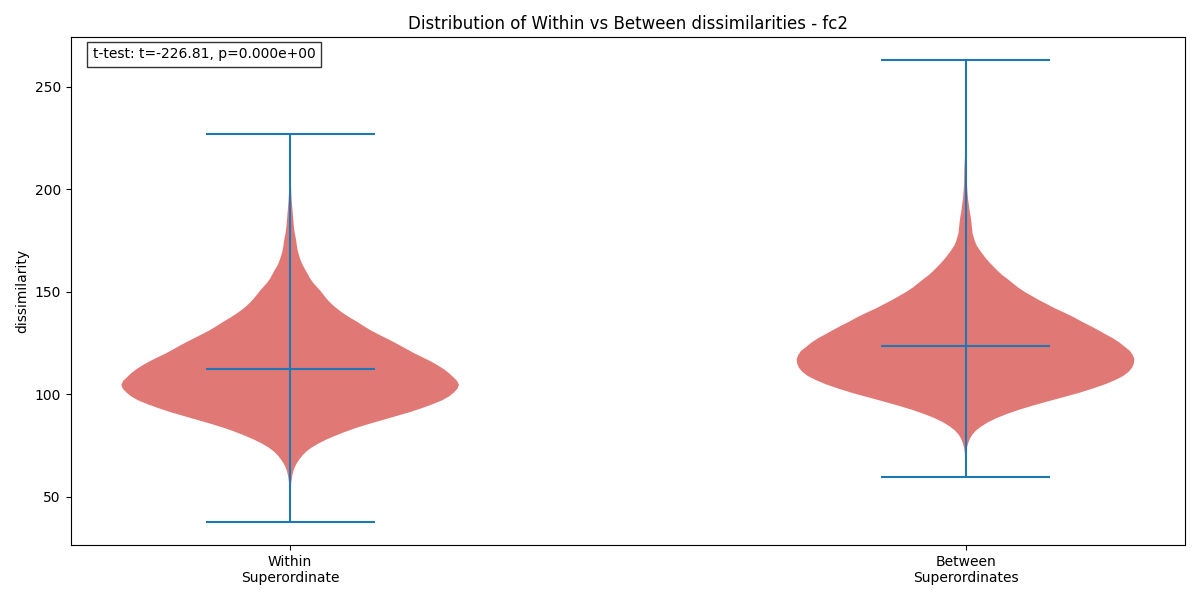 Distribution of Within vs Between dissimilarities - fc2
t-test: t=-226.81, p=0.000e+00
dissimilarity
250
200
150
100
50
Within
Superordinate
Between
Superordinates